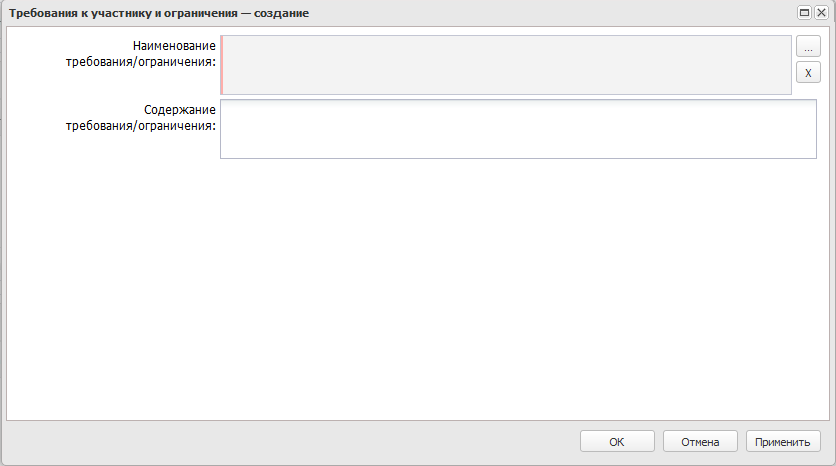 Требования к участнику и ограничения — создание
Наименование
требования/ограничения:
...
X
Содержание
требования/ограничения:
OK
Отмена
Применить